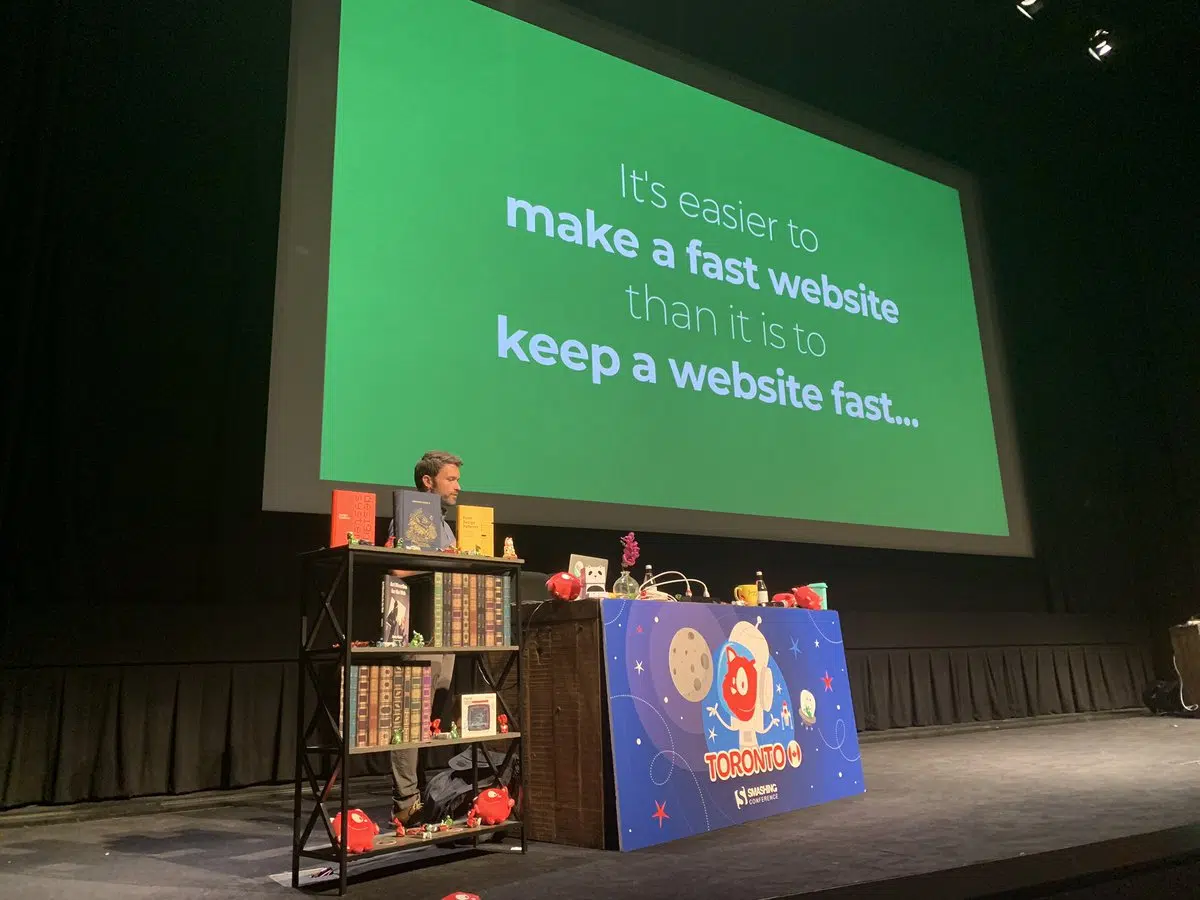 It's easier to
make a fast website
than it is to
keep a website fast...
TORONTO
SMASHING
CONFERENCE